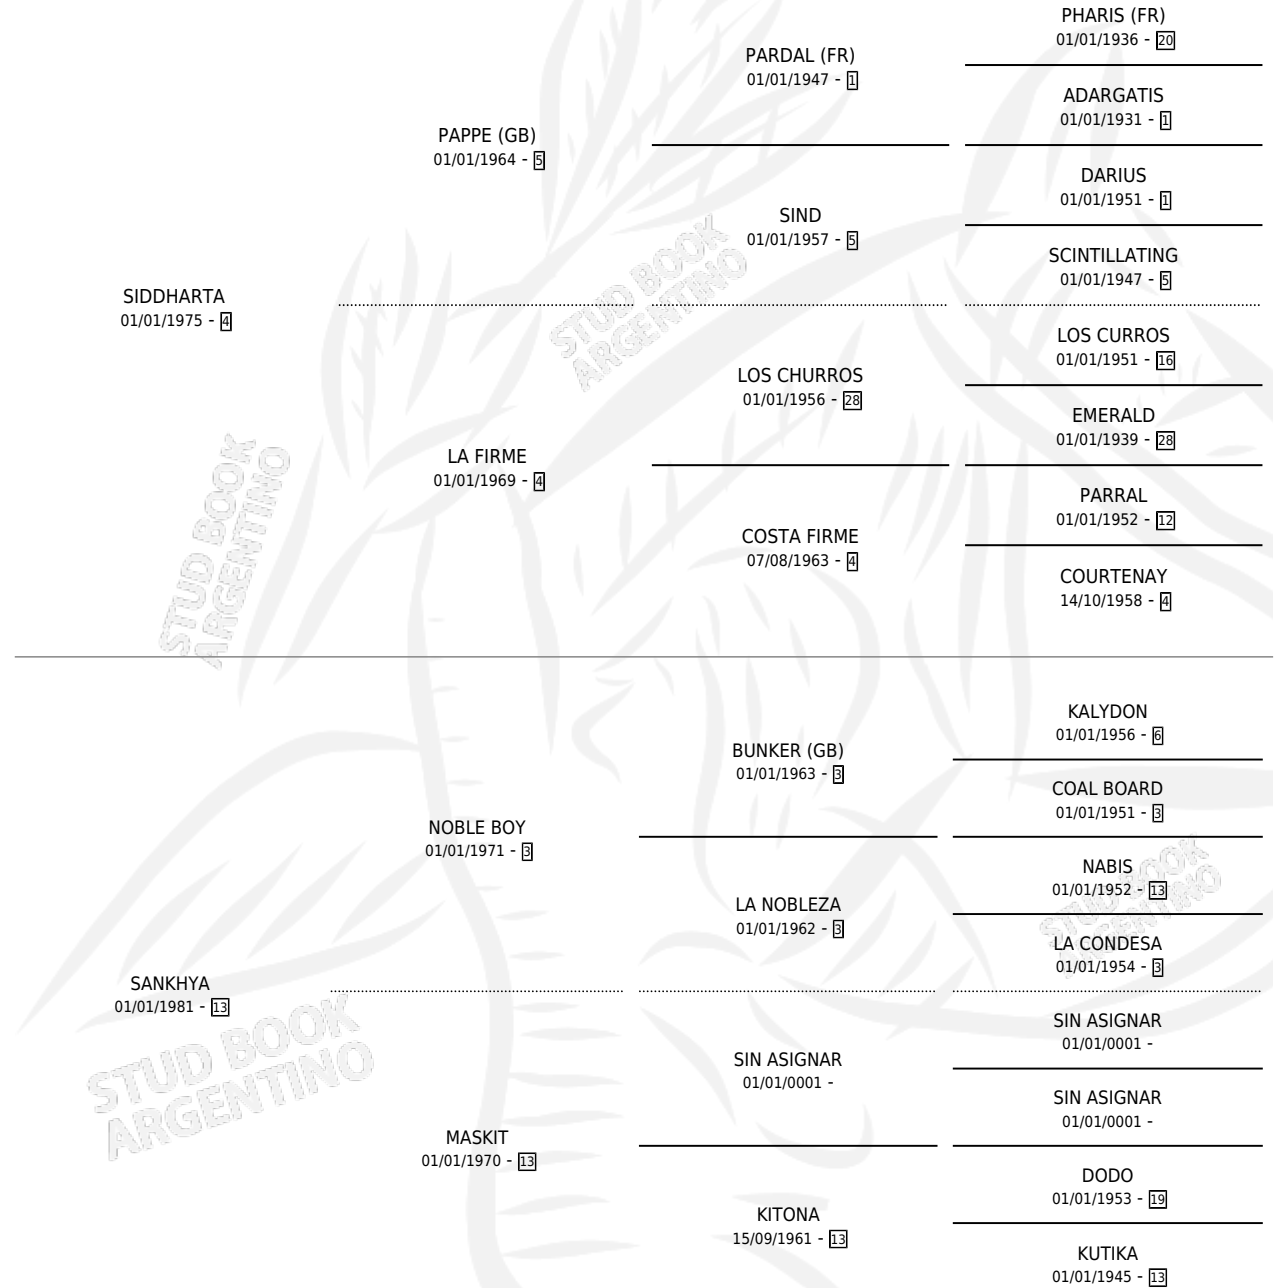 PHARIS (FR)
01/01/1936 - 20
PARDAL (FR)
01/01/1947 - 1
ADARGATIS
01/01/1931 - 1
PAPPE (GB)
01/01/1964 - 5
DARIUS
01/01/1951 - 1
SIND
01/01/1957 - 5
SCINTILLATING
01/01/1947 - 5
SIDDHARTA
01/01/1975 - 4
STUD BOOK
ARGENTINO
LOS CURROS
01/01/1951 - 16
LOS CHURROS
01/01/1956 - 28
EMERALD
01/01/1939 - 28
LA FIRME
01/01/1969 - 4
PARRAL
01/01/1952 - 12
COSTA FIRME
07/08/1963 - 4
COURTENAY
14/10/1958 - 4
STUD BOOK
ARGENTINO
KALYDON
01/01/1956 - 6
BUNKER (GB)
01/01/1963 - 3
COAL BOARD
01/01/1951 - 3
NOBLE BOY
01/01/1971 - 3
NABIS
01/01/1952 - 13
LA NOBLEZA
01/01/1962 - 3
LA CONDESA
01/01/1954 - 3
STUD BOOK
ARGENTINO
SANKHYA
01/01/1981 - 13
SIN ASIGNAR
01/01/0001 -
SIN ASIGNAR
01/01/0001 -
SIN ASIGNAR
01/01/0001 -
STUD BOOK
ARGENTINO
MASKIT
01/01/1970 - 13
DODO
01/01/1953 - 19
KITONA
15/09/1961 - 13
KUTIKA
01/01/1945 - 13